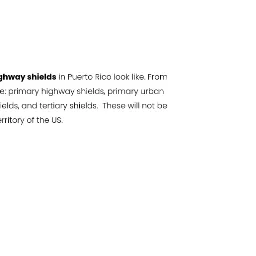 ghway shields in Puerto Rico look like. From
e: primary highway shields, primary urban
ields, and tertiary shields. These will not be
erritory of the US.